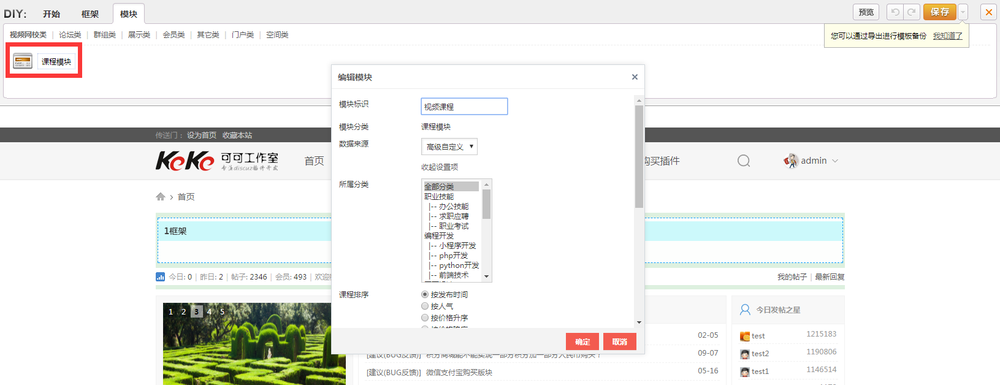 DIY: 开始 框架 模块 预览 保存
视频网校类 | 论坛类 | 群组类 | 展示类 | 会员类 | 其它类 | 门户类 | 空间类
您可以通过导出进行模板备份 我知道了
课程模块
编辑模块
模块标识 视频课程
模块分类 课程模块
数据来源 高级自定义
收起设置项
所属分类
全部分类
职业技能
|-- 办公技能
|-- 求职应聘
|-- 职业考试
编程开发
|-- 小程序开发
|-- php开发
|-- python开发
|-- 前端技术
课程排序
按发布时间
按人气
按价格升序
确定 取消
传送门： 设为首页 收藏本站
KeKe 可可工作室
专注discuz插件开发
首页 购买插件 admin
首页
1框架
今日: 0 | 昨日: 2 | 帖子: 2346 | 会员: 493 | 欢迎
我的帖子 | 最新回复
1 2 3 4 5
02-05
09-07
[建议(BUG反馈)] 积分商城能不能实现一部分积分加一部分人民币购买？
[建议(BUG反馈)] 微信支付宝购买版块 05-16
今日发帖之星
test 1215183
test2 1190806
test1 1146514